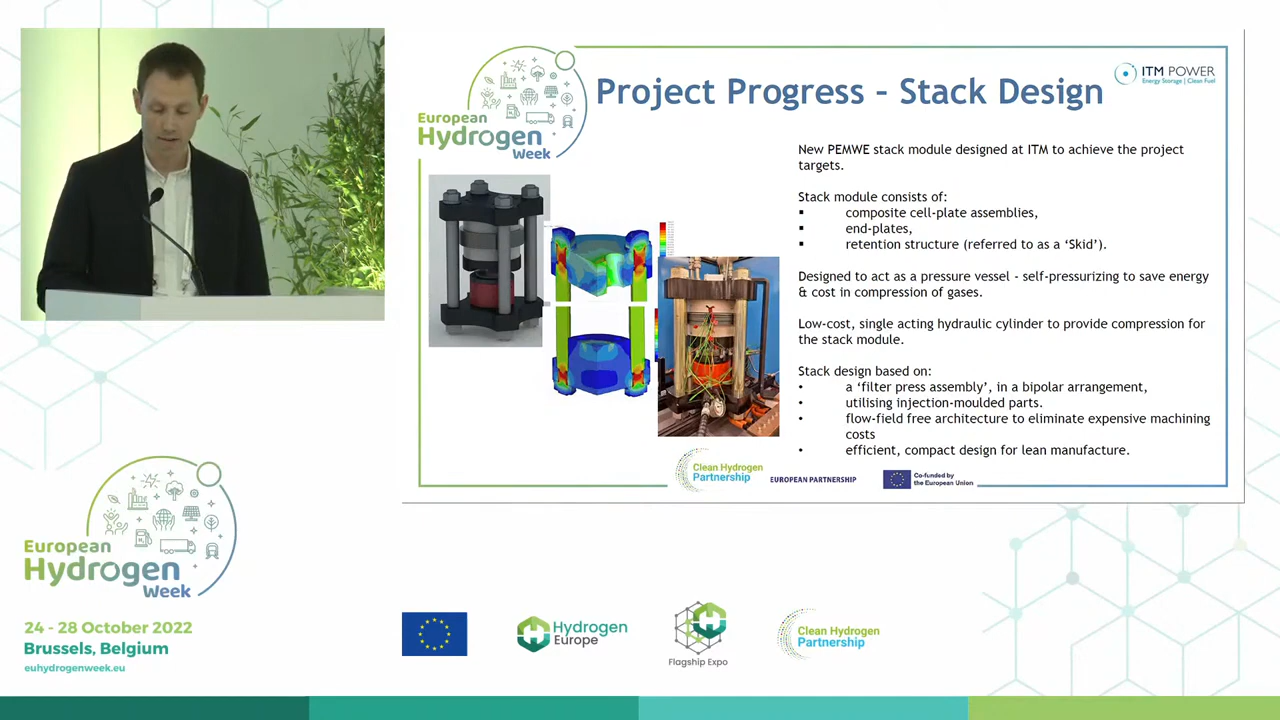 European
Hydrogen
Week
Project Progress – Stack Design
ITM POWER
Energy Storage | Clean Fuel
New PEMWE stack module designed at ITM to achieve the project
targets.
Stack module consists of:
▪ composite cell-plate assemblies,
▪ end-plates,
▪ retention structure (referred to as a ‘Skid’).
Designed to act as a pressure vessel - self-pressurizing to save energy
& cost in compression of gases.
Low-cost, single acting hydraulic cylinder to provide compression for
the stack module.
Stack design based on:
• a ‘filter press assembly’, in a bipolar arrangement,
• utilising injection-moulded parts.
• flow-field free architecture to eliminate expensive machining
costs
• efficient, compact design for lean manufacture.
Clean Hydrogen
Partnership
EUROPEAN PARTNERSHIP
Co-funded by
the European Union
European
Hydrogen
Week
24 - 28 October 2022
Brussels, Belgium
euhydrogenweek.eu
Hydrogen
Europe
Flagship Expo
Clean Hydrogen
Partnership